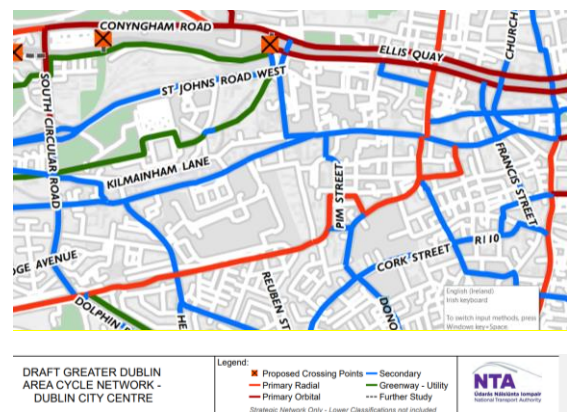 CONYNGHAM ROAD
ELLIS QUAY
CHURCH
ST JOHNS ROAD WEST
SOUTH CIRCULAR ROAD
KILMAINHAM LANE
PIM STREET
FRANCIS STREET
R110
CORK STREET
DGE AVENUE
REUBEN ST
DOLPHIN
HE
DONO
English (Ireland)
Irish keyboard
To switch input methods, press
Windows key+Space
DRAFT GREATER DUBLIN
AREA CYCLE NETWORK -
DUBLIN CITY CENTRE
Legend:
Proposed Crossing Points
Secondary
Primary Radial
Greenway - Utility
Primary Orbital
Further Study
Strategic Network Only - Lower Classifications not included
NTA
Údarás Náisiúnta Iompair
National Transport Authority